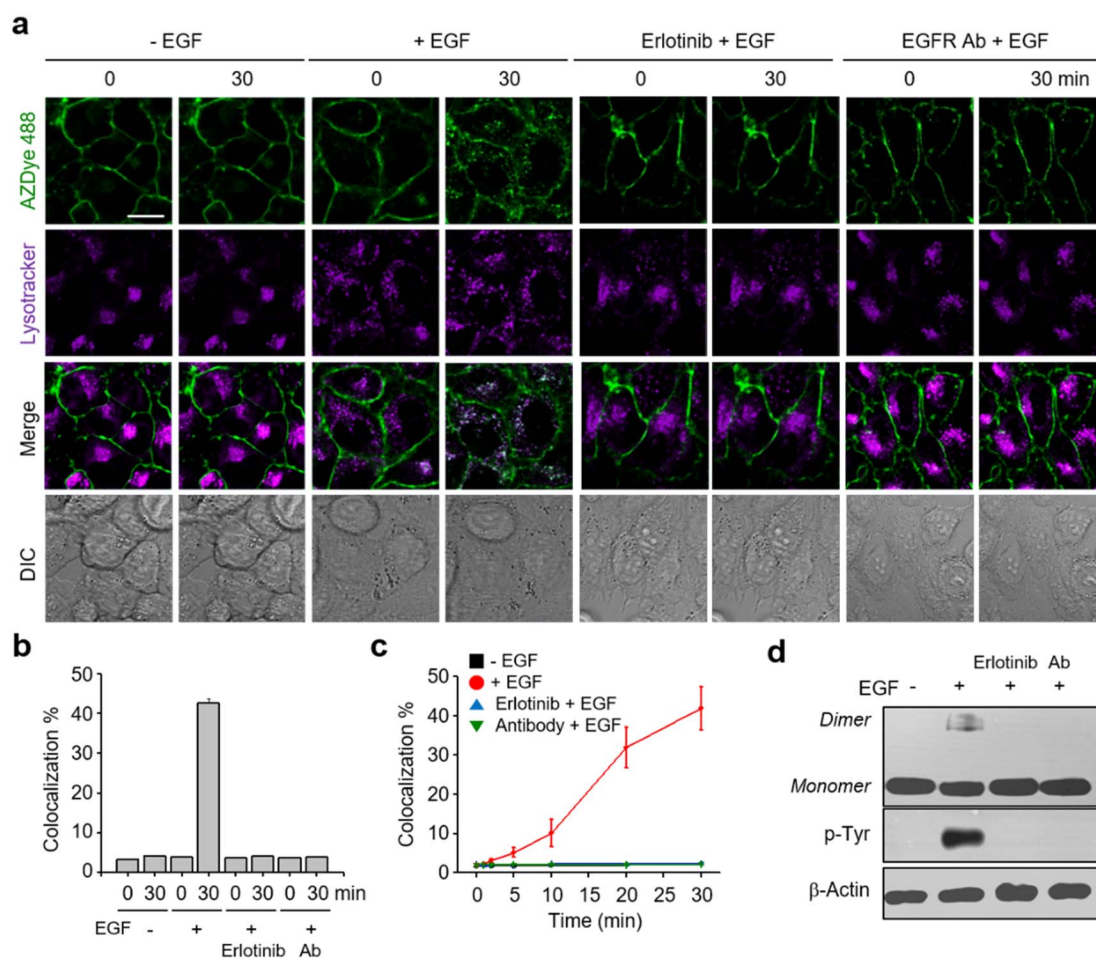 a
- EGF + EGF Erlotinib + EGF EGFR Ab + EGF
0 30 0 30 0 30 0 30 min
AZDye 488
Lysotracker
Merge
DIC
b
Colocalization %
50
40
30
20
10
0
0 30 0 30 0 30 0 30 min
EGF - + + +
Erlotinib Ab
c
- EGF
+ EGF
Erlotinib + EGF
Antibody + EGF
Colocalization %
50
40
30
20
10
0
0 5 10 20 30
Time (min)
d
Erlotinib Ab
EGF - + + +
Dimer
Monomer
p-Tyr
β-Actin